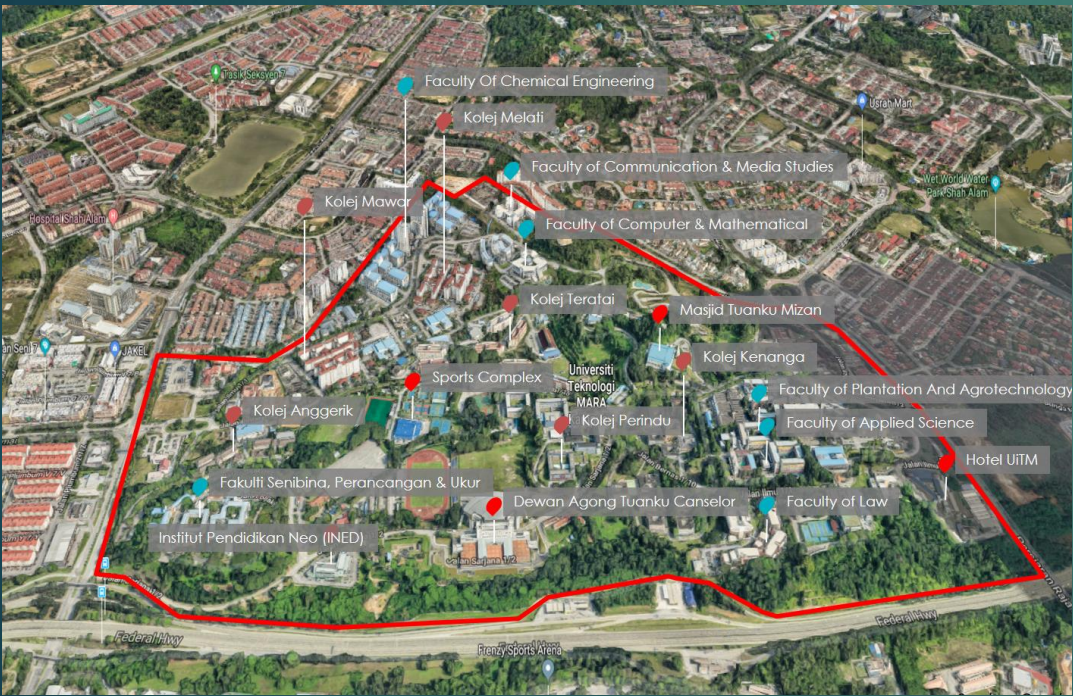 Faculty Of Chemical Engineering
Tasik Seksyen 7
Kolej Melati
Usrah Mart
Faculty of Communication & Media Studies
Wet World Water
Park Shah Alam
Kolej Mawar
Hospital Shah Alam
Faculty of Computer & Mathematical
Kolej Teratai
Masjid Tuanku Mizan
JAKEL
Kolej Kenanga
Universiti
Teknologi
MARA
Sports Complex
Faculty of Plantation And Agrotechnology
Kolej Anggerik
Kolej Perindu
Faculty of Applied Science
Hotel UiTM
Fakulti Senibina, Perancangan & Ukur
Dewan Agong Tuanku Canselor
Faculty of Law
Institut Pendidikan Neo (INED)
Jalan Sarjana 1/2
Federal Hwy
Federal Hwy
Frenzy Sports Arena